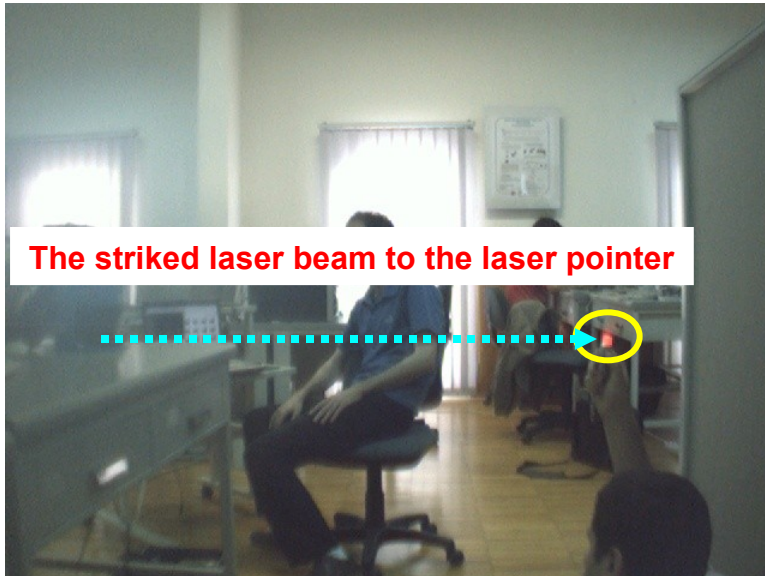 The striked laser beam to the laser pointer